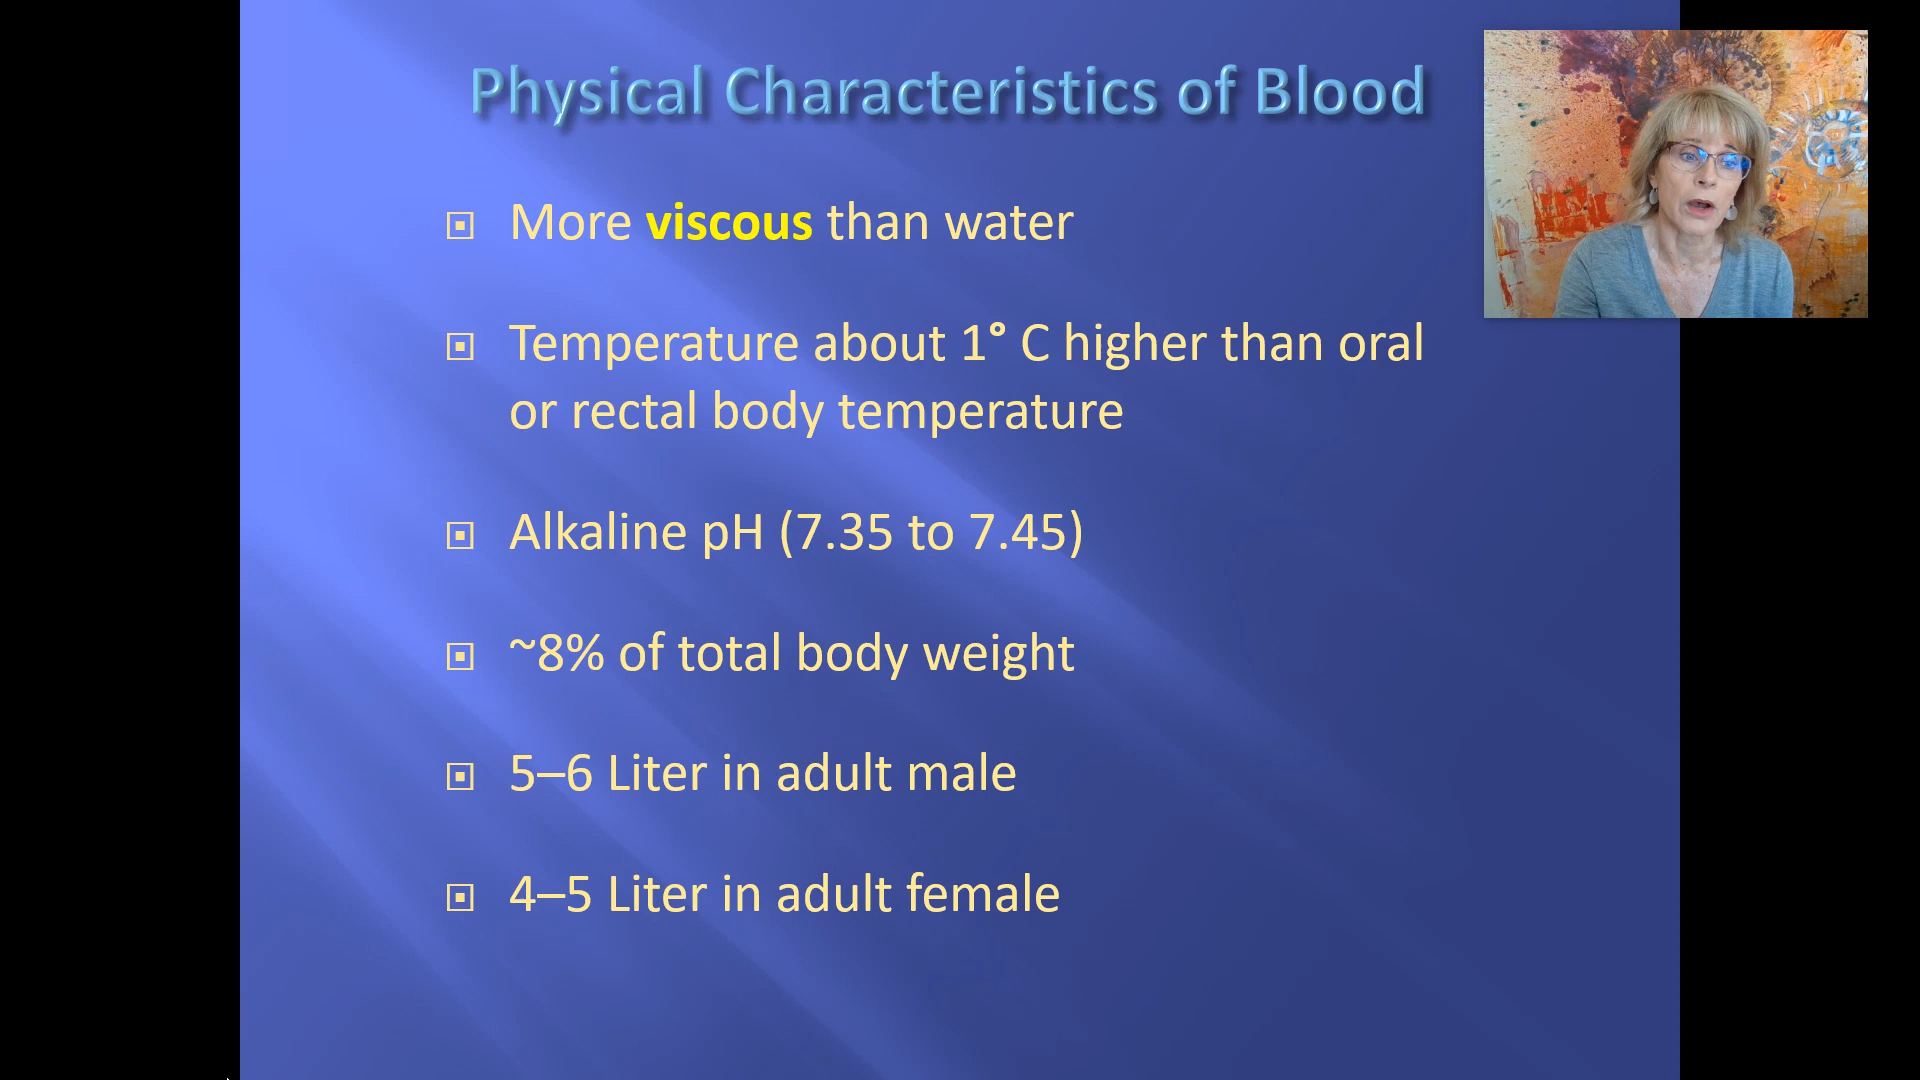 Physical Characteristics of Blood
More viscous than water
Temperature about 1° C higher than oral
or rectal body temperature
Alkaline pH (7.35 to 7.45)
~8% of total body weight
5–6 Liter in adult male
4–5 Liter in adult female